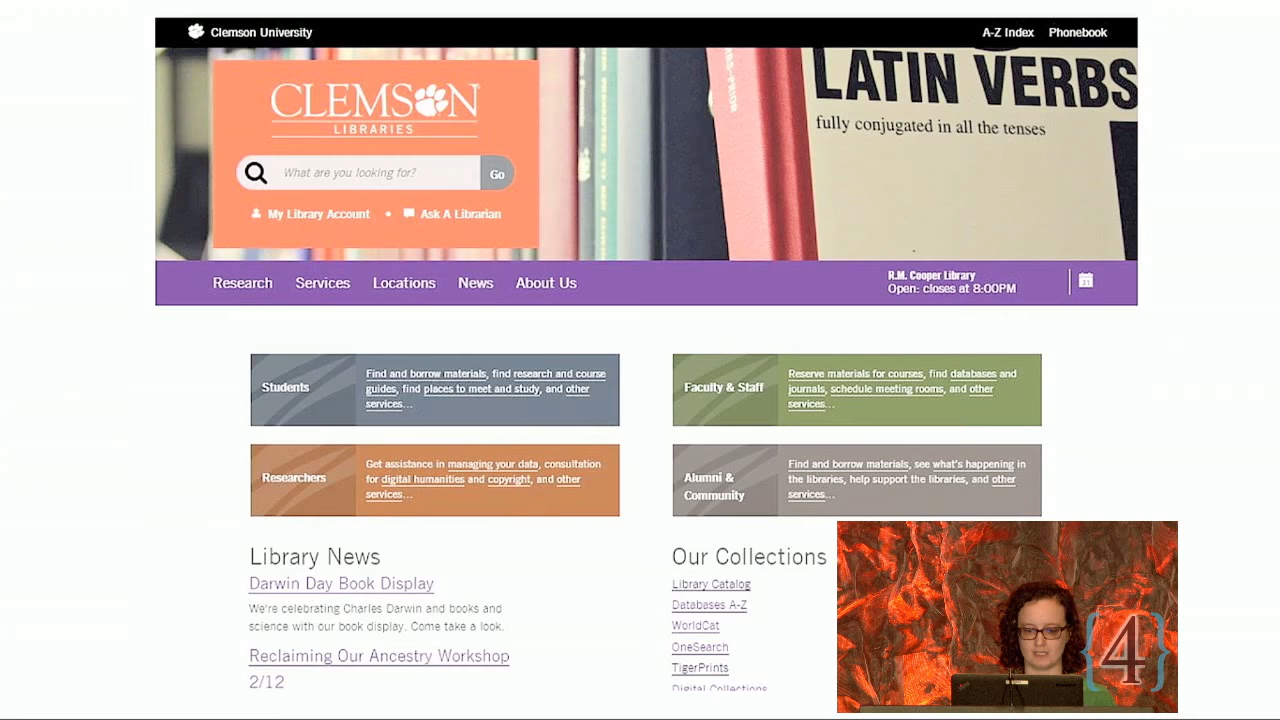 Clemson University
A-Z Index Phonebook
CLEMSON
LIBRARIES
What are you looking for?
Go
My Library Account • Ask A Librarian
LATIN VERBS
fully conjugated in all the tenses
Research Services Locations News About Us
R.M. Cooper Library
Open: closes at 8:00PM
31
Students
Find and borrow materials, find research and course
guides, find places to meet and study, and other
services...
Faculty & Staff
Reserve materials for courses, find databases and
journals, schedule meeting rooms, and other
services...
Researchers
Get assistance in managing your data, consultation
for digital humanities and copyright, and other
services...
Alumni &
Community
Find and borrow materials, see what's happening in
the libraries, help support the libraries, and other
services...
Library News
Darwin Day Book Display
We're celebrating Charles Darwin and books and
science with our book display. Come take a look.
Reclaiming Our Ancestry Workshop
2/12
Our Collections
Library Catalog
Databases A-Z
WorldCat
OneSearch
TigerPrints
Digital Collections
{4}